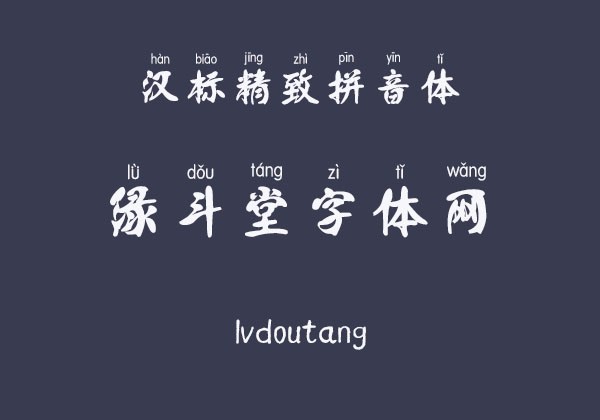 hàn biāo jīng zhì pīn yīn tǐ
汉标精致拼音体
lù dǒu táng zì tǐ wǎng
绿斗堂字体网
lvdoutang